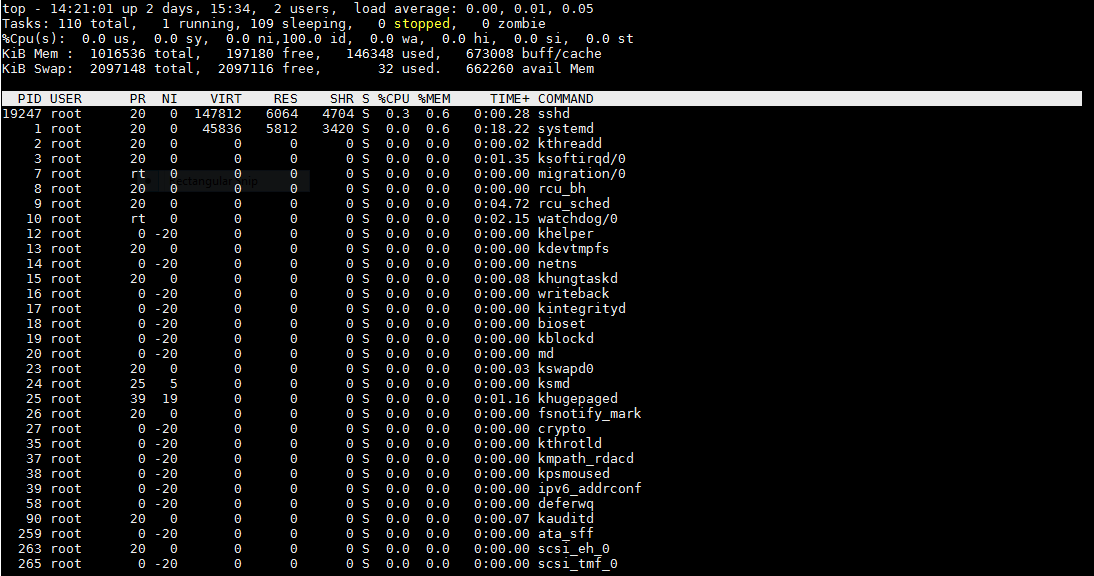 top - 14:21:01 up 2 days, 15:34,  2 users,  load average: 0.00, 0.01, 0.05
Tasks: 110 total,   1 running, 109 sleeping,   0 stopped,   0 zombie
%Cpu(s):  0.0 us,  0.0 sy,  0.0 ni,100.0 id,  0.0 wa,  0.0 hi,  0.0 si,  0.0 st
KiB Mem :  1016536 total,   197180 free,   146348 used,   673008 buff/cache
KiB Swap:  2097148 total,  2097116 free,       32 used.   662260 avail Mem
PID USER      PR  NI    VIRT    RES    SHR S %CPU %MEM     TIME+ COMMAND
19247 root      20   0  147812   6064   4704 S  0.3  0.6   0:00.28 sshd
1 root      20   0   45836   5812   3420 S  0.0  0.6   0:18.22 systemd
2 root      20   0       0      0      0 S  0.0  0.0   0:00.02 kthreadd
3 root      20   0       0      0      0 S  0.0  0.0   0:01.35 ksoftirqd/0
7 root      rt   0       0      0      0 S  0.0  0.0   0:00.00 migration/0
8 root      20   0       0      0      0 S  0.0  0.0   0:00.00 rcu_bh
9 root      20   0       0      0      0 S  0.0  0.0   0:04.72 rcu_sched
10 root      rt   0       0      0      0 S  0.0  0.0   0:02.15 watchdog/0
12 root       0 -20       0      0      0 S  0.0  0.0   0:00.00 khelper
13 root      20   0       0      0      0 S  0.0  0.0   0:00.00 kdevtmpfs
14 root       0 -20       0      0      0 S  0.0  0.0   0:00.00 netns
15 root      20   0       0      0      0 S  0.0  0.0   0:00.08 khungtaskd
16 root       0 -20       0      0      0 S  0.0  0.0   0:00.00 writeback
17 root       0 -20       0      0      0 S  0.0  0.0   0:00.00 kintegrityd
18 root       0 -20       0      0      0 S  0.0  0.0   0:00.00 bioset
19 root       0 -20       0      0      0 S  0.0  0.0   0:00.00 kblockd
20 root       0 -20       0      0      0 S  0.0  0.0   0:00.00 md
23 root      20   0       0      0      0 S  0.0  0.0   0:00.03 kswapd0
24 root      25   5       0      0      0 S  0.0  0.0   0:00.00 ksmd
25 root      39  19       0      0      0 S  0.0  0.0   0:01.16 khugepaged
26 root      20   0       0      0      0 S  0.0  0.0   0:00.00 fsnotify_mark
27 root       0 -20       0      0      0 S  0.0  0.0   0:00.00 crypto
35 root       0 -20       0      0      0 S  0.0  0.0   0:00.00 kthrotld
37 root       0 -20       0      0      0 S  0.0  0.0   0:00.00 kmpath_rdacd
38 root       0 -20       0      0      0 S  0.0  0.0   0:00.00 kpsmoused
39 root       0 -20       0      0      0 S  0.0  0.0   0:00.00 ipv6_addrconf
58 root       0 -20       0      0      0 S  0.0  0.0   0:00.00 deferwq
90 root      20   0       0      0      0 S  0.0  0.0   0:00.07 kauditd
259 root       0 -20       0      0      0 S  0.0  0.0   0:00.00 ata_sff
263 root      20   0       0      0      0 S  0.0  0.0   0:00.00 scsi_eh_0
265 root       0 -20       0      0      0 S  0.0  0.0   0:00.00 scsi_tmf_0